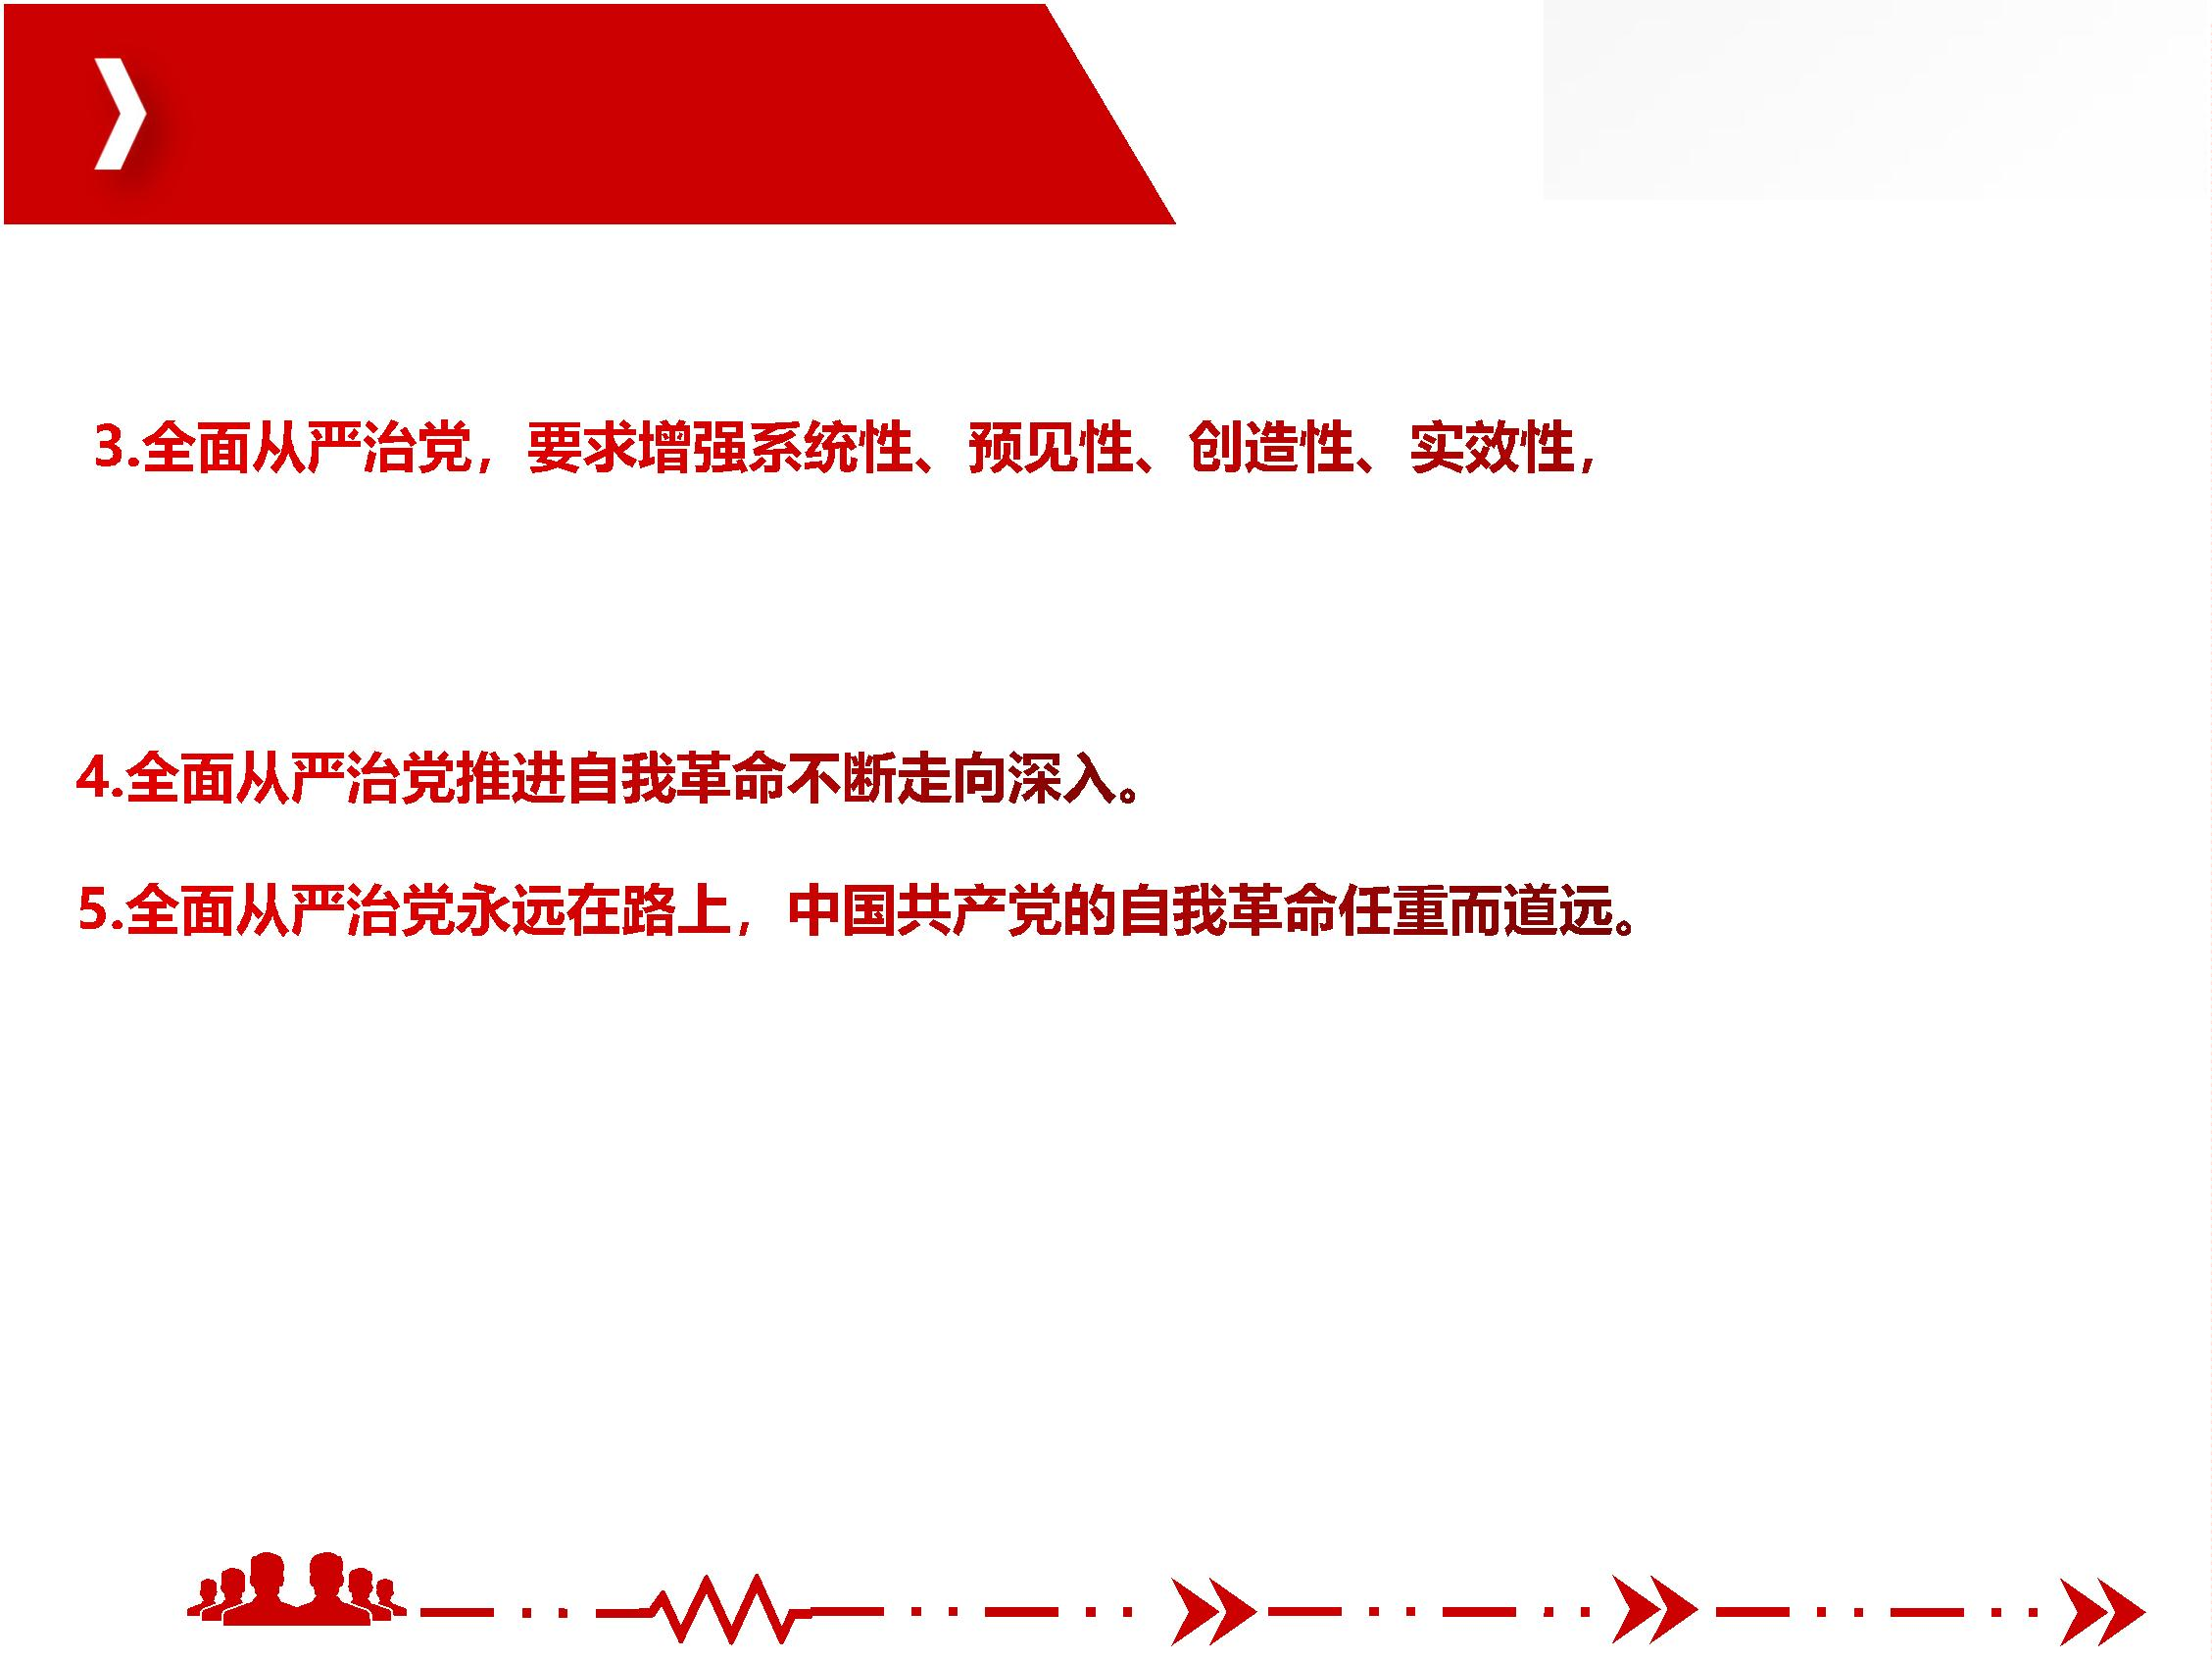 3.全面从严治党，要求增强系统性、预见性、创造性、实效性，
4.全面从严治党推进自我革命不断走向深入。
5.全面从严治党永远在路上，中国共产党的自我革命任重而道远。